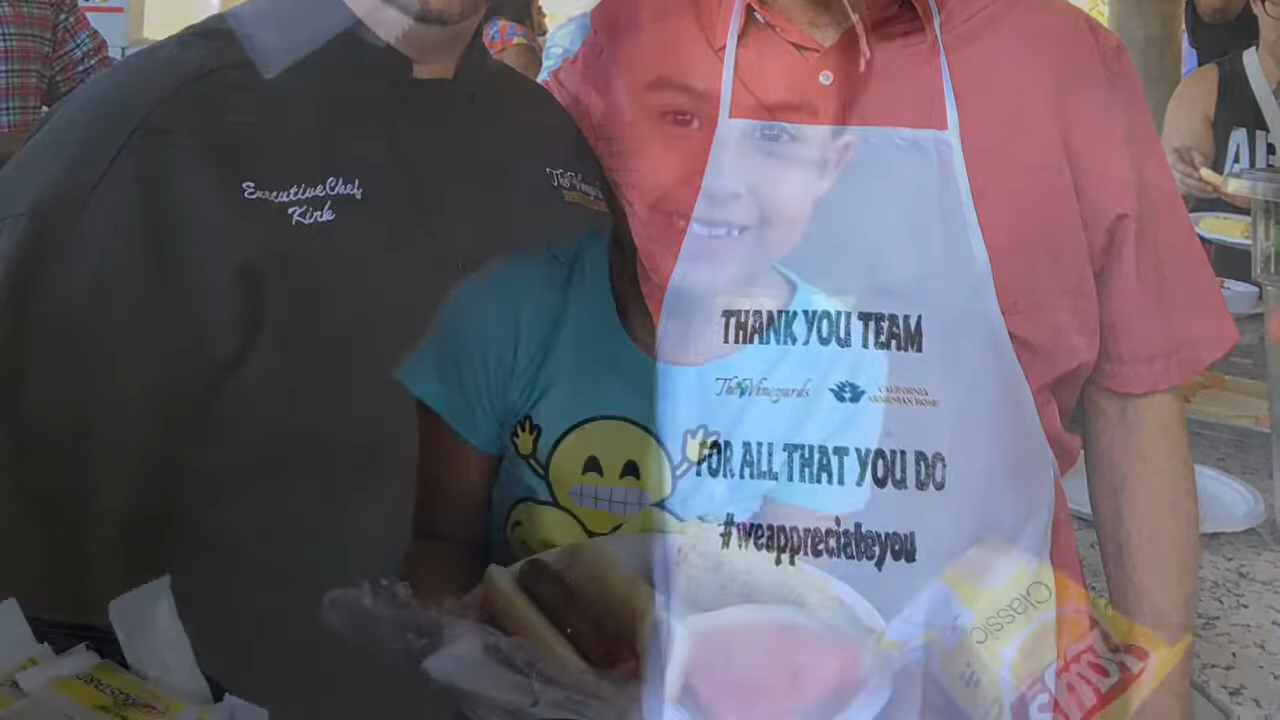 Executive Chef
Kirk
The Vineyards
THANK YOU TEAM
The Vineyards
CALIFORNIA
ARMENIAN HOME
FOR ALL THAT YOU DO
#weappreciateyou
Classic
MUSTARD